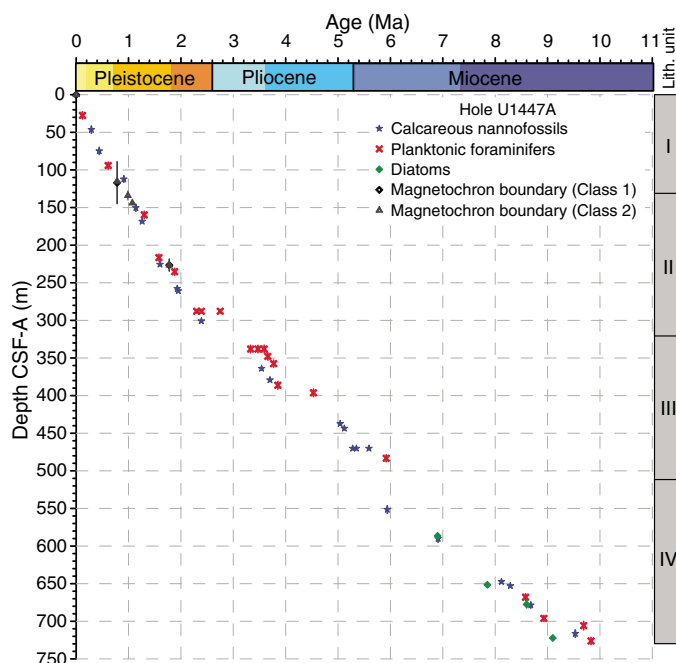 Age (Ma)
0 1 2 3 4 5 6 7 8 9 10 11
Pleistocene Pliocene Miocene
Lith. unit
Depth CSF-A (m)
0
50
100
150
200
250
300
350
400
450
500
550
600
650
700
750
Hole U1447A
Calcareous nannofossils
Planktonic foraminifers
Diatoms
Magnetochron boundary (Class 1)
Magnetochron boundary (Class 2)
I
II
III
IV